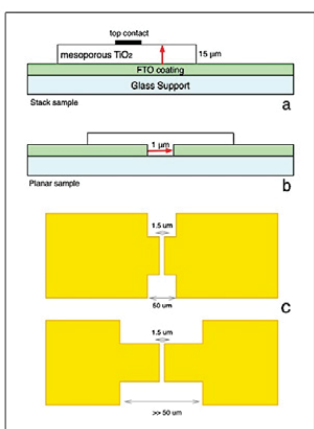 top contact
mesoporous TiO2
15 µm
FTO coating
Glass Support
Stack sample
a
1 µm
Planar sample
b
1.5 um
50 um
c
1.5 um
>> 50 um